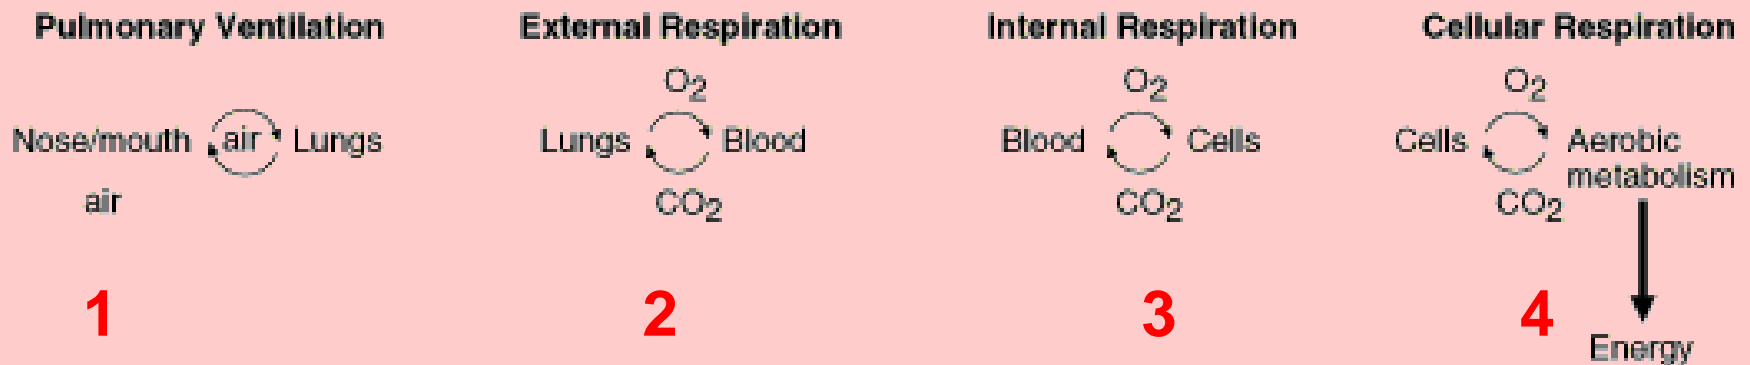 Pulmonary Ventilation
Nose/mouth air Lungs
air
1
External Respiration
O2
Lungs Blood
CO2
2
Internal Respiration
O2
Blood Cells
CO2
3
Cellular Respiration
O2
Cells Aerobic
metabolism
CO2
4
Energy